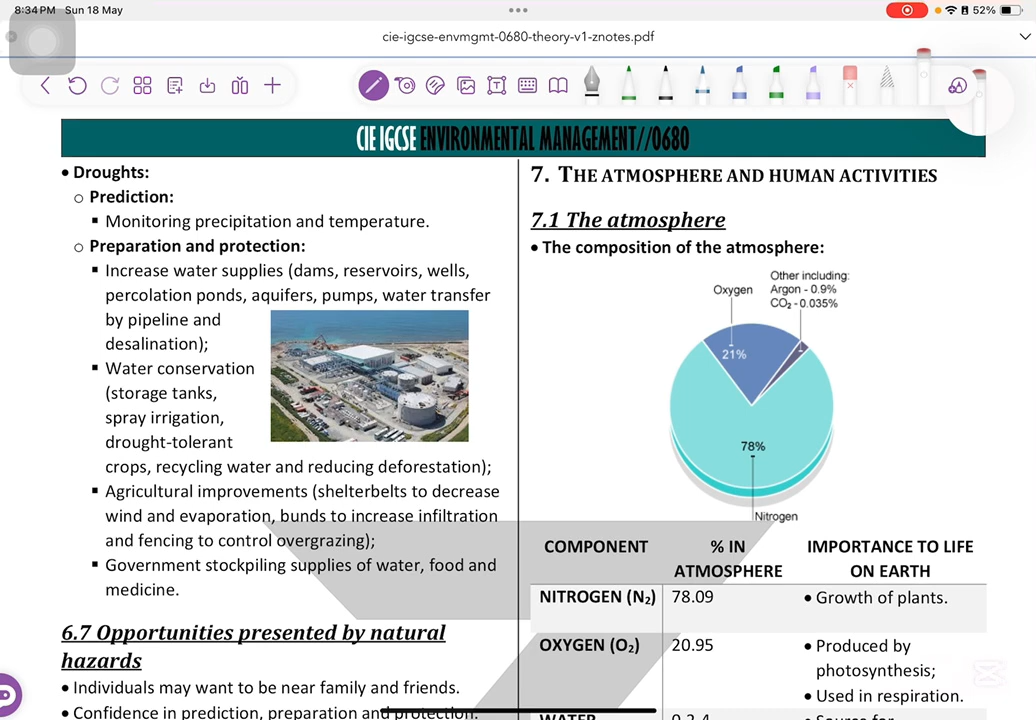 8:34 PM Sun 18 May
52%
cie-igcse-envmgmt-0680-theory-v1-znotes.pdf
CIE IGCSE ENVIRONMENTAL MANAGEMENT//0680
• Droughts:
o Prediction:
▪ Monitoring precipitation and temperature.
o Preparation and protection:
▪ Increase water supplies (dams, reservoirs, wells,
percolation ponds, aquifers, pumps, water transfer
by pipeline and
desalination);
▪ Water conservation
(storage tanks,
spray irrigation,
drought-tolerant
crops, recycling water and reducing deforestation);
▪ Agricultural improvements (shelterbelts to decrease
wind and evaporation, bunds to increase infiltration
and fencing to control overgrazing);
▪ Government stockpiling supplies of water, food and
medicine.
6.7 Opportunities presented by natural
hazards
• Individuals may want to be near family and friends.
• Confidence in prediction, preparation and protection.
7. THE ATMOSPHERE AND HUMAN ACTIVITIES
7.1 The atmosphere
• The composition of the atmosphere:
Other including:
Argon - 0.9%
CO₂ - 0.035%
Oxygen
21%
78%
Nitrogen
COMPONENT % IN IMPORTANCE TO LIFE
ATMOSPHERE ON EARTH
NITROGEN (N₂) 78.09 • Growth of plants.
OXYGEN (O₂) 20.95 • Produced by
photosynthesis;
• Used in respiration.
WATER 0.2-4 • Source for